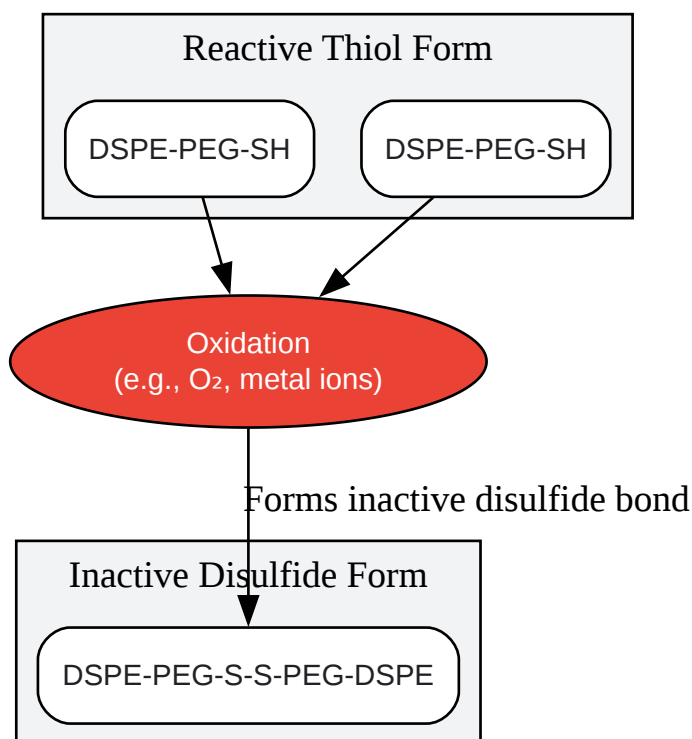 Reactive Thiol Form
DSPE-PEG-SH
DSPE-PEG-SH
Oxidation
(e.g., O₂, metal ions)
Forms inactive disulfide bond
Inactive Disulfide Form
DSPE-PEG-S-S-PEG-DSPE